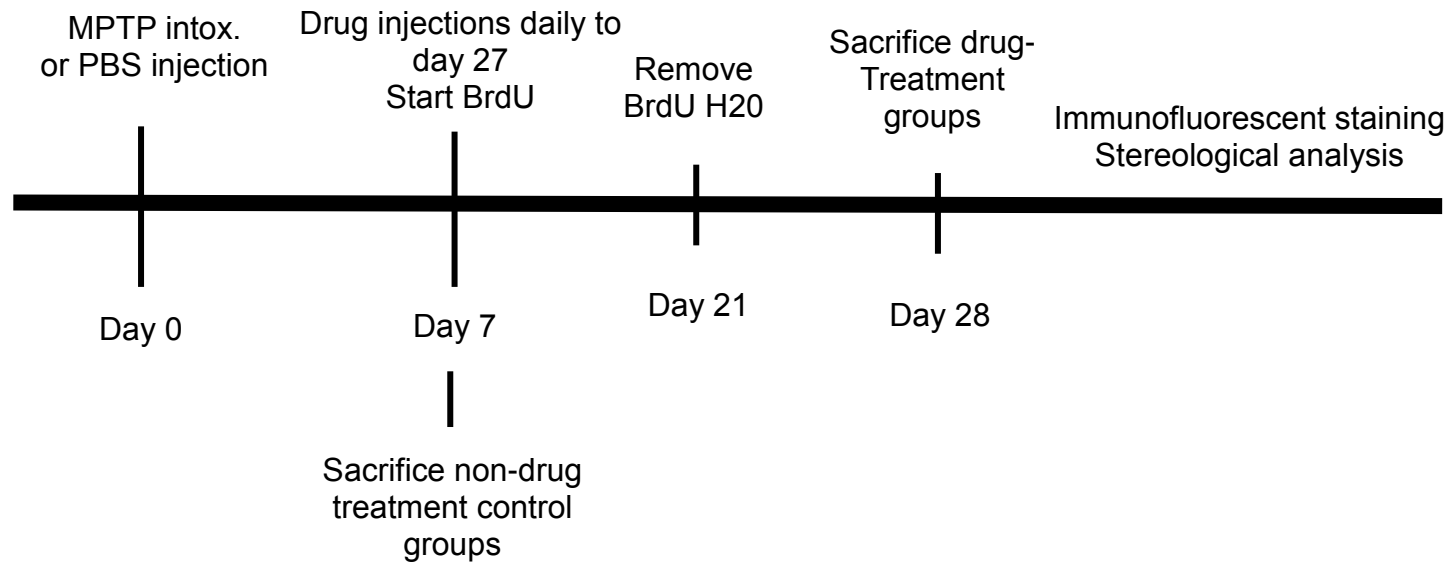 MPTP intox.
or PBS injection
Drug injections daily to
day 27
Start BrdU
Remove
BrdU H20
Sacrifice drug-
Treatment
groups
Immunofluorescent staining
Stereological analysis
Day 0
Day 7
Day 21
Day 28
Sacrifice non-drug
treatment control
groups